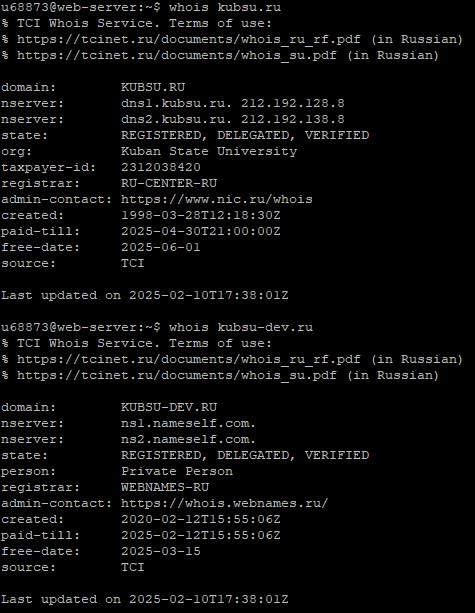 u68873@web-server:~$ whois kubsu.ru
% TCI Whois Service. Terms of use:
% https://tcinet.ru/documents/whois_ru_rf.pdf (in Russian)
% https://tcinet.ru/documents/whois_su.pdf (in Russian)

domain:        KUBSU.RU
nserver:       dns1.kubsu.ru. 212.192.128.8
nserver:       dns2.kubsu.ru. 212.192.138.8
state:         REGISTERED, DELEGATED, VERIFIED
org:           Kuban State University
taxpayer-id:   2312038420
registrar:     RU-CENTER-RU
admin-contact: https://www.nic.ru/whois
created:       1998-03-28T12:18:30Z
paid-till:     2025-04-30T21:00:00Z
free-date:     2025-06-01
source:        TCI

Last updated on 2025-02-10T17:38:01Z

u68873@web-server:~$ whois kubsu-dev.ru
% TCI Whois Service. Terms of use:
% https://tcinet.ru/documents/whois_ru_rf.pdf (in Russian)
% https://tcinet.ru/documents/whois_su.pdf (in Russian)

domain:        KUBSU-DEV.RU
nserver:       ns1.nameself.com.
nserver:       ns2.nameself.com.
state:         REGISTERED, DELEGATED, VERIFIED
person:        Private Person
registrar:     WEBNAMES-RU
admin-contact: https://whois.webnames.ru/
created:       2020-02-12T15:55:06Z
paid-till:     2025-02-12T15:55:06Z
free-date:     2025-03-15
source:        TCI

Last updated on 2025-02-10T17:38:01Z